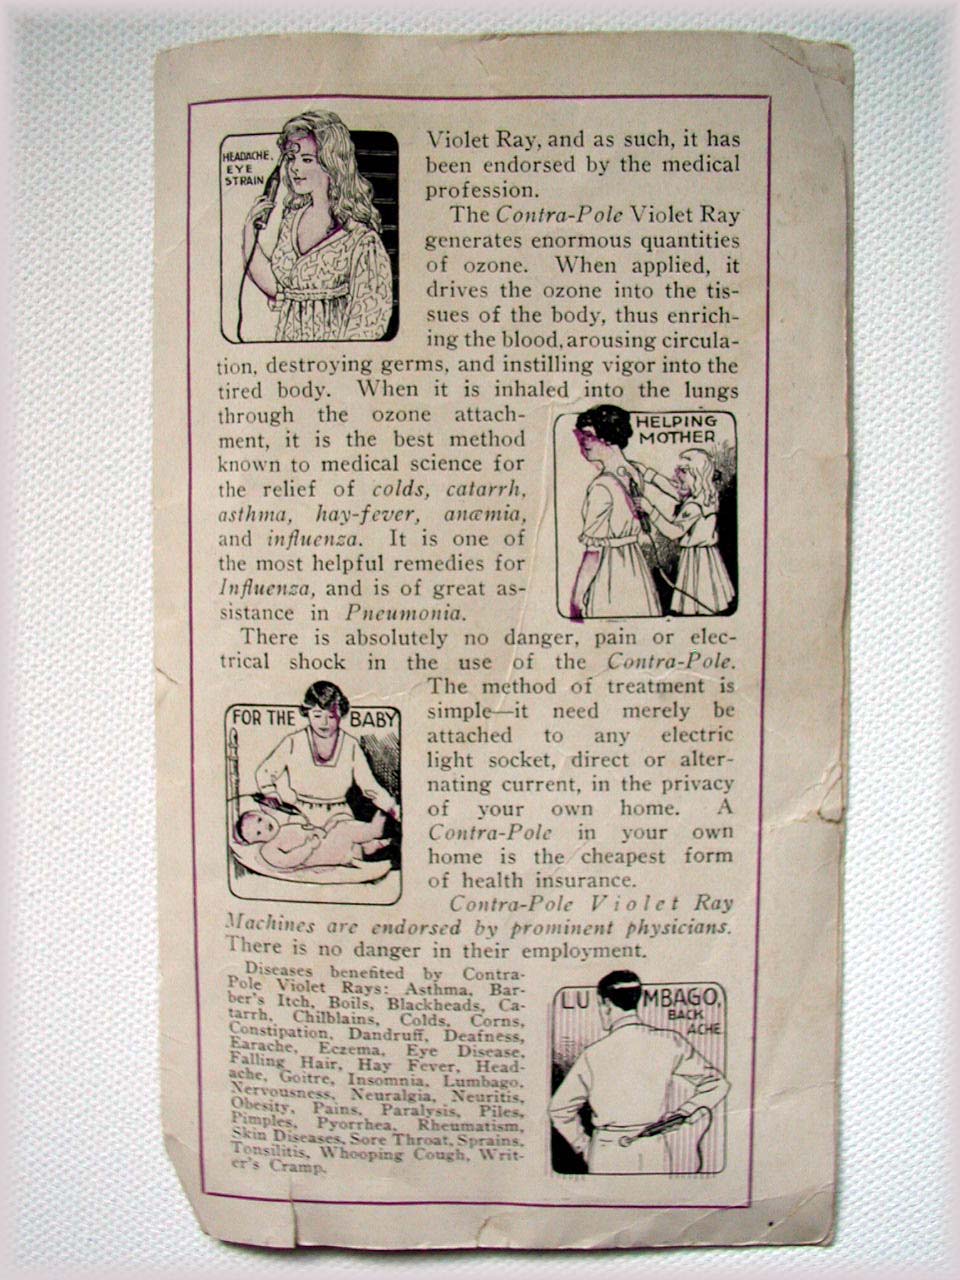 HEADACHE,
EYE
STRAIN
Violet Ray, and as such, it has
been endorsed by the medical
profession.
The Contra-Pole Violet Ray
generates enormous quantities
of ozone. When applied, it
drives the ozone into the tis-
sues of the body, thus enrich-
ing the blood, arousing circula-
tion, destroying germs, and instilling vigor into the
tired body. When it is inhaled into the lungs
through the ozone attach-
ment, it is the best method
known to medical science for
the relief of colds, catarrh,
asthma, hay-fever, anæmia,
and influenza. It is one of
the most helpful remedies for
Influenza, and is of great as-
sistance in Pneumonia.
HELPING
MOTHER
There is absolutely no danger, pain or elec-
trical shock in the use of the Contra-Pole.
FOR THE BABY
The method of treatment is
simple—it need merely be
attached to any electric
light socket, direct or alter-
nating current, in the privacy
of your own home. A
Contra-Pole in your own
home is the cheapest form
of health insurance.
Contra-Pole Violet Ray
Machines are endorsed by prominent physicians.
There is no danger in their employment.
Diseases benefited by Contra-
Pole Violet Rays: Asthma, Bar-
ber's Itch, Boils, Blackheads, Ca-
tarrh, Chilblains, Colds, Corns,
Constipation, Dandruff, Deafness,
Earache, Eczema, Eye Disease,
Falling Hair, Hay Fever, Head-
ache, Goitre, Insomnia, Lumbago,
Nervousness, Neuralgia, Neuritis,
Obesity, Pains, Paralysis, Piles,
Pimples, Pyorrhea, Rheumatism,
Skin Diseases, Sore Throat, Sprains,
Tonsilitis, Whooping Cough, Writ-
er's Cramp.
LUMBAGO,
BACK
ACHE.